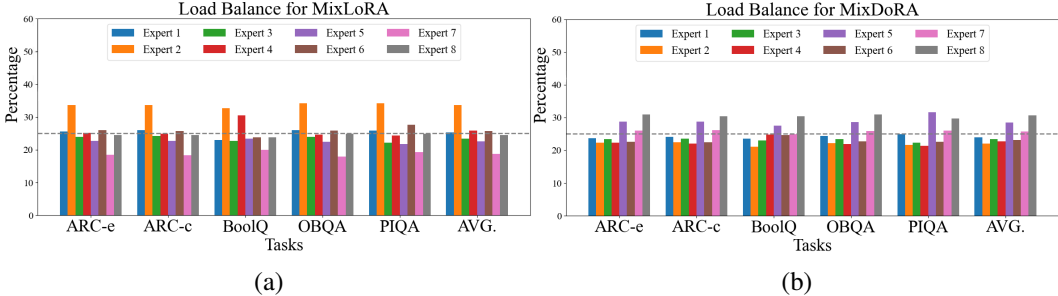 Load Balance for MixLoRA
Percentage
60
50
40
30
20
10
0
Expert 1 Expert 3 Expert 5 Expert 7
Expert 2 Expert 4 Expert 6 Expert 8
ARC-e ARC-c BoolQ OBQA PIQA AVG.
Tasks
(a)
Load Balance for MixDoRA
Percentage
60
50
40
30
20
10
0
Expert 1 Expert 3 Expert 5 Expert 7
Expert 2 Expert 4 Expert 6 Expert 8
ARC-e ARC-c BoolQ OBQA PIQA AVG.
Tasks
(b)